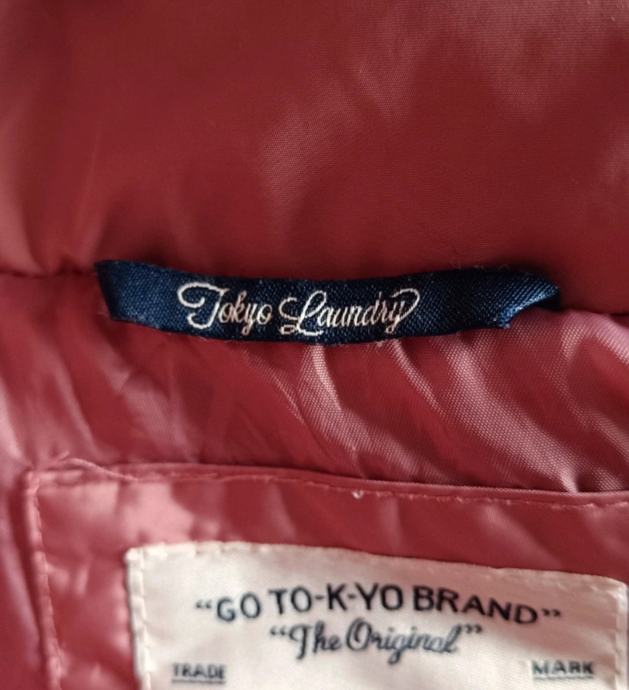 Tokyo Laundry
"GO TO-K-YO BRAND"
"The Original"
TRADE MARK